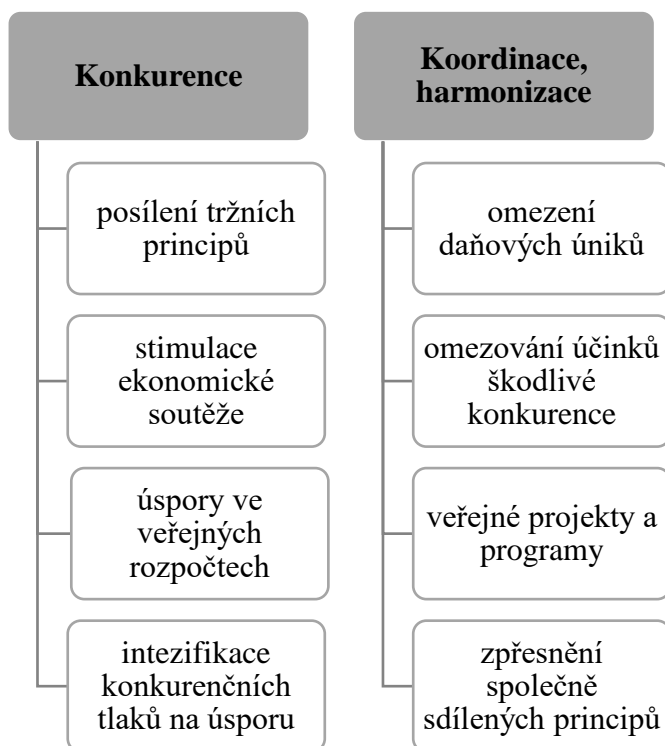 Konkurence
posílení tržních
principů
stimulace
ekonomické
soutěže
úspory ve
veřejných
rozpočtech
intezifikace
konkurenčních
tlaků na úsporu
Koordinace,
harmonizace
omezení
daňových úniků
omezování účinků
škodlivé
konkurence
veřejné projekty a
programy
zpřesnění
společně
sdílených principů